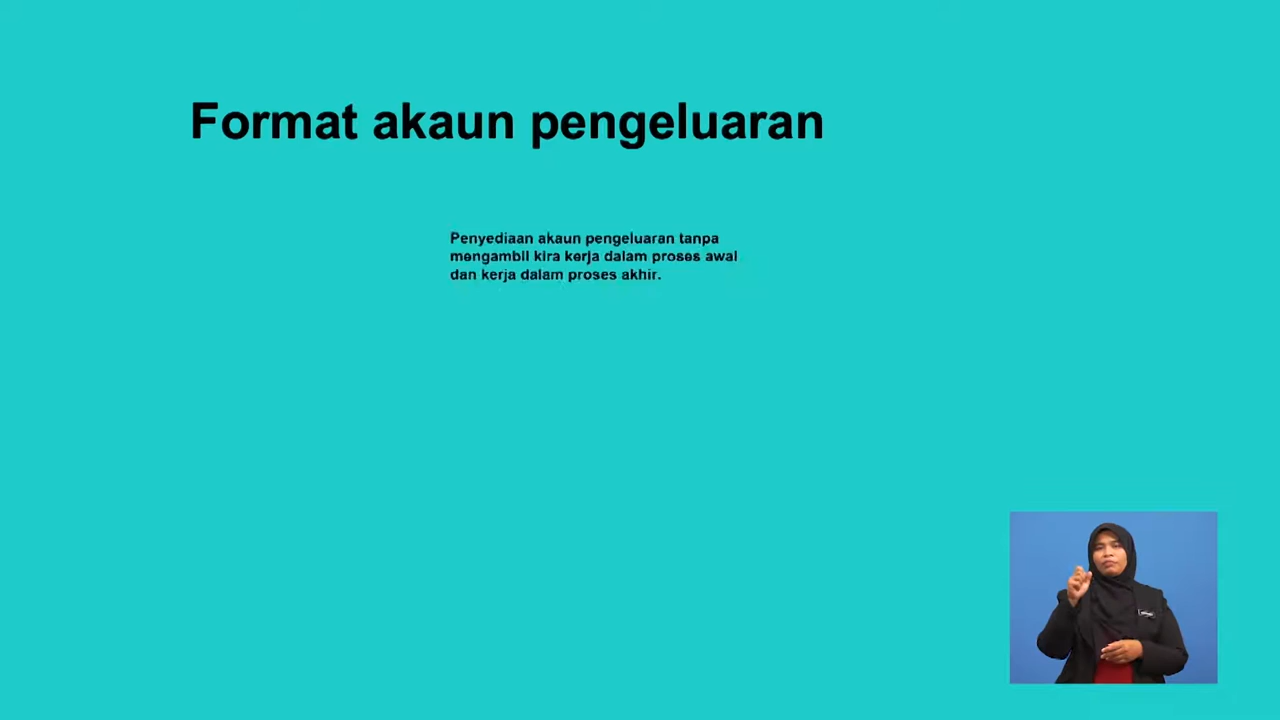 Format akaun pengeluaran
Penyediaan akaun pengeluaran tanpa
mengambil kira kerja dalam proses awal
dan kerja dalam proses akhir.